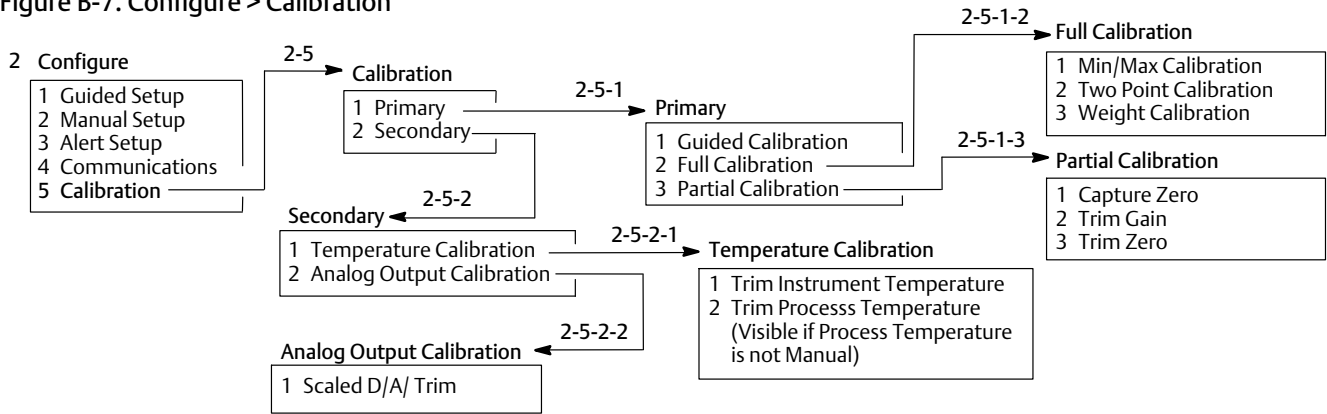 Figure B-7. Configure > Calibration
2 Configure
1 Guided Setup
2 Manual Setup
3 Alert Setup
4 Communications
5 Calibration
2-5
Calibration
1 Primary
2 Secondary
2-5-1
Primary
1 Guided Calibration
2 Full Calibration
3 Partial Calibration
2-5-1-2
Full Calibration
1 Min/Max Calibration
2 Two Point Calibration
3 Weight Calibration
2-5-1-3
Partial Calibration
1 Capture Zero
2 Trim Gain
3 Trim Zero
2-5-2
Secondary
1 Temperature Calibration
2 Analog Output Calibration
2-5-2-1
Temperature Calibration
1 Trim Instrument Temperature
2 Trim Processs Temperature
(Visible if Process Temperature
is not Manual)
2-5-2-2
Analog Output Calibration
1 Scaled D/A/ Trim